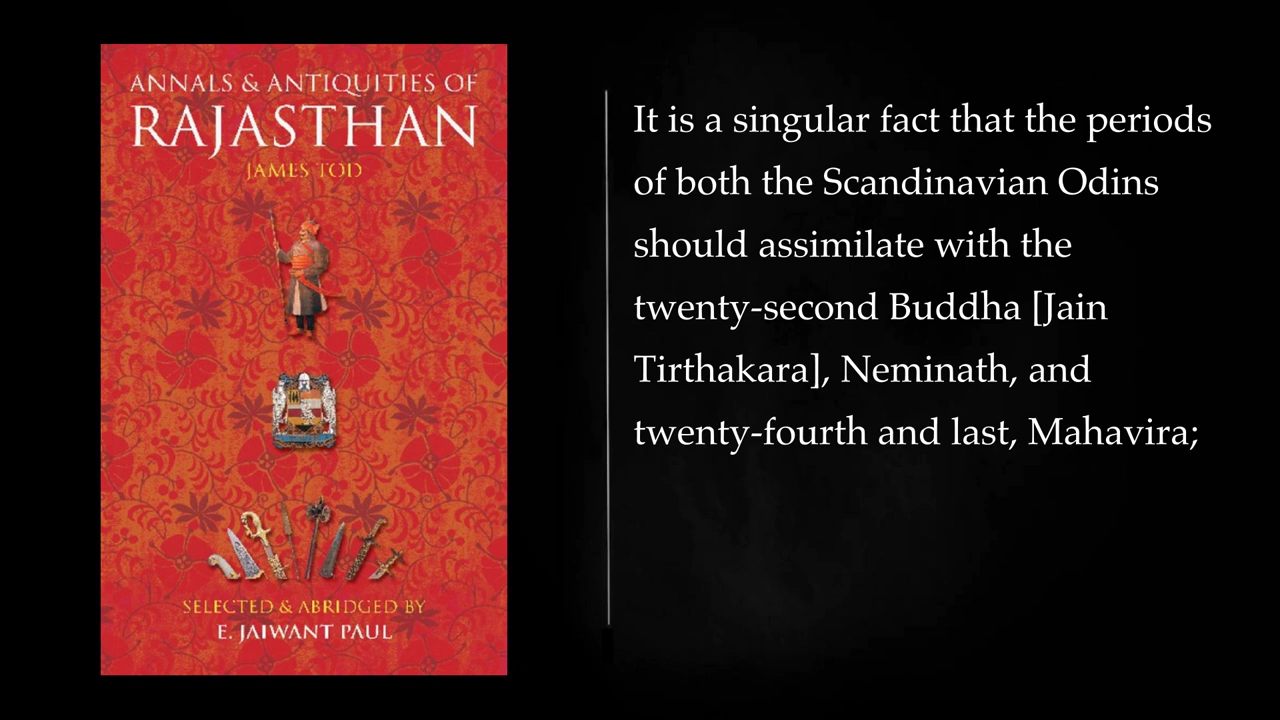 ANNALS & ANTIQUITIES OF
RAJASTHAN
JAMES TOD
SELECTED & ABRIDGED BY
E. JAIWANT PAUL
It is a singular fact that the periods
of both the Scandinavian Odins
should assimilate with the
twenty-second Buddha [Jain
Tirthakara], Neminath, and
twenty-fourth and last, Mahavira;